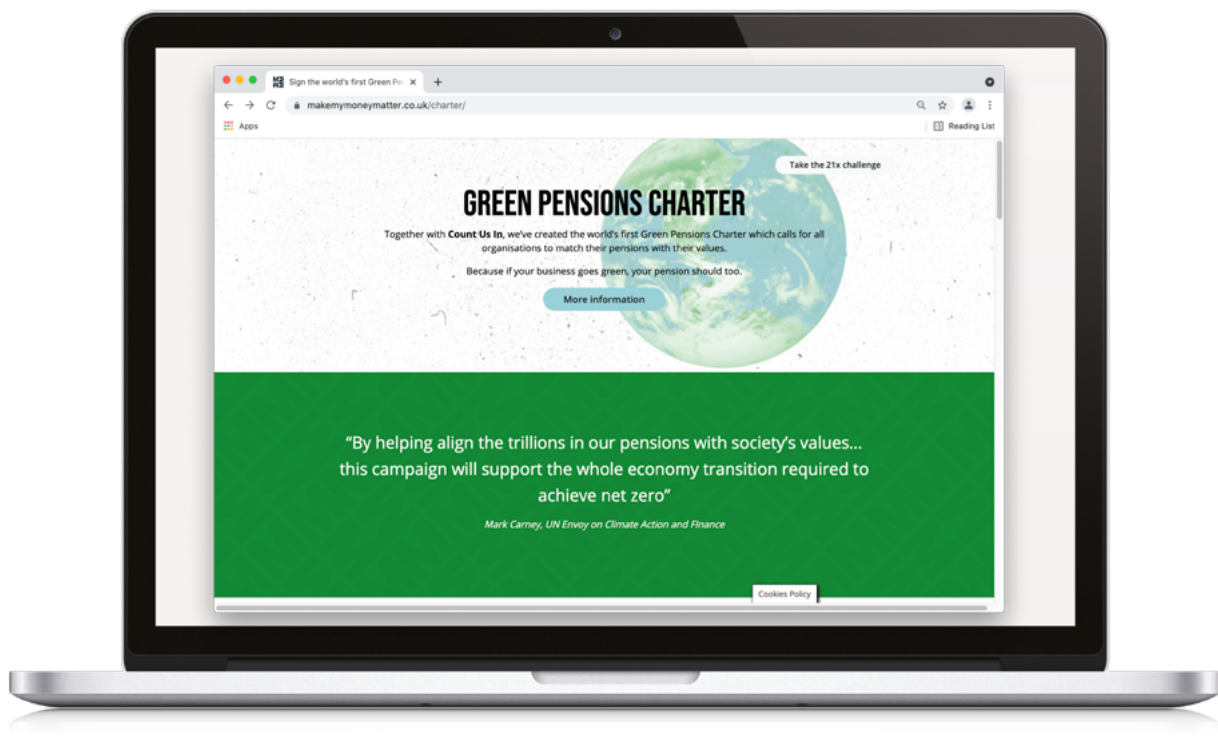 Sign the world's first Green Pe
makemymoneymatter.co.uk/charter/
Apps
Reading List
Take the 21x challenge
GREEN PENSIONS CHARTER
Together with Count Us In, we've created the world's first Green Pensions Charter which calls for all
organisations to match their pensions with their values.
Because if your business goes green, your pension should too.
More information
“By helping align the trillions in our pensions with society’s values...
this campaign will support the whole economy transition required to
achieve net zero”
Mark Carney, UN Envoy on Climate Action and Finance
Cookies Policy